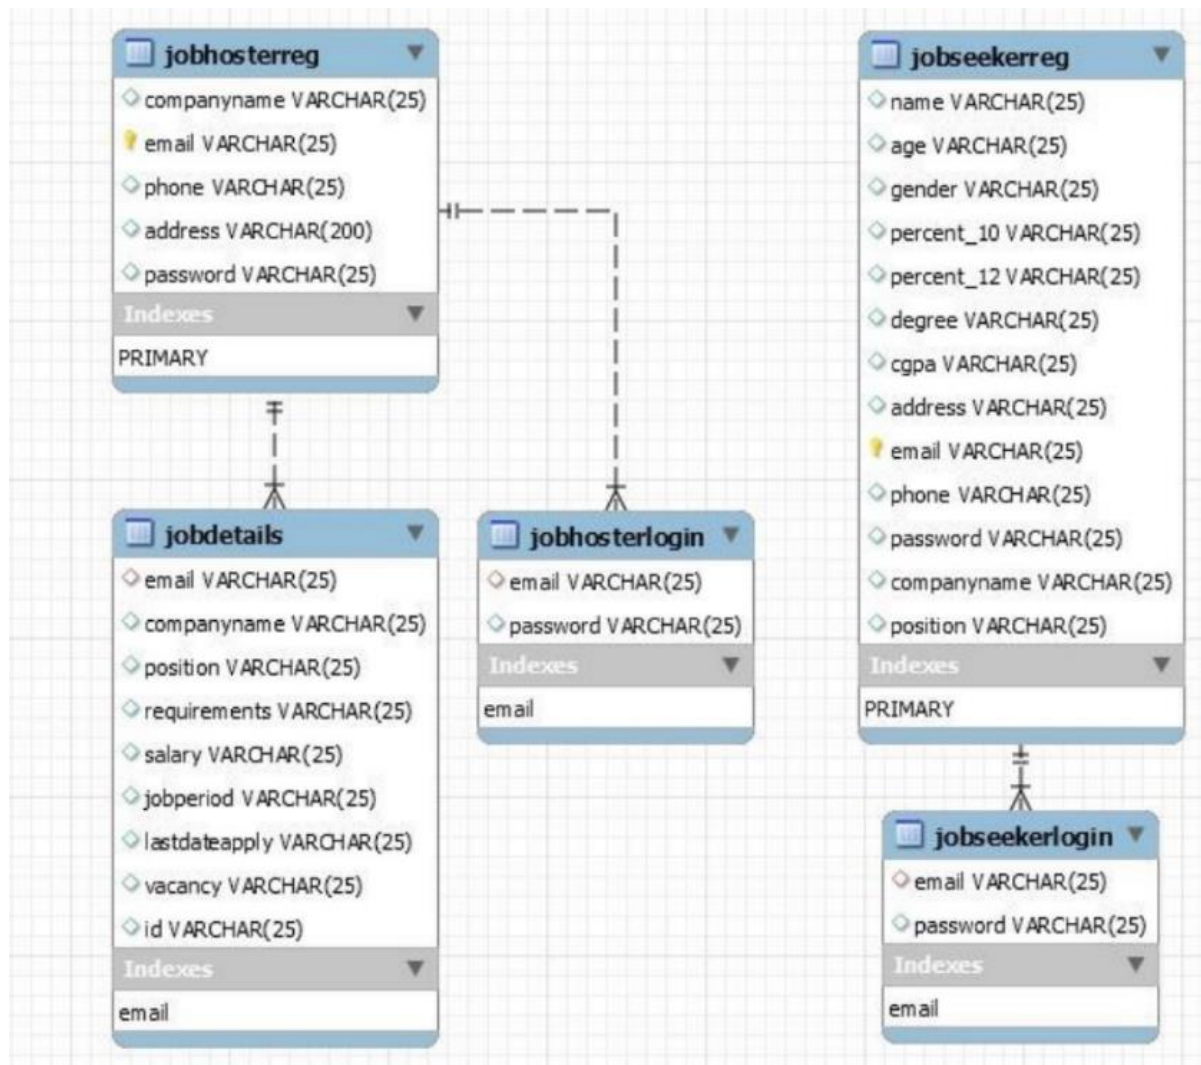 jobhosterreg
companyname VARCHAR(25)
email VARCHAR(25)
phone VARCHAR(25)
address VARCHAR(200)
password VARCHAR(25)
Indexes
PRIMARY
jobdetails
email VARCHAR(25)
companyname VARCHAR(25)
position VARCHAR(25)
requirements VARCHAR(25)
salary VARCHAR(25)
jobperiod VARCHAR(25)
lastdateapply VARCHAR(25)
vacancy VARCHAR(25)
id VARCHAR(25)
Indexes
email
jobhosterlogin
email VARCHAR(25)
password VARCHAR(25)
Indexes
email
jobseekerreg
name VARCHAR(25)
age VARCHAR(25)
gender VARCHAR(25)
percent_10 VARCHAR(25)
percent_12 VARCHAR(25)
degree VARCHAR(25)
cgpa VARCHAR(25)
address VARCHAR(25)
email VARCHAR(25)
phone VARCHAR(25)
password VARCHAR(25)
companyname VARCHAR(25)
position VARCHAR(25)
Indexes
PRIMARY
jobseekerlogin
email VARCHAR(25)
password VARCHAR(25)
Indexes
email